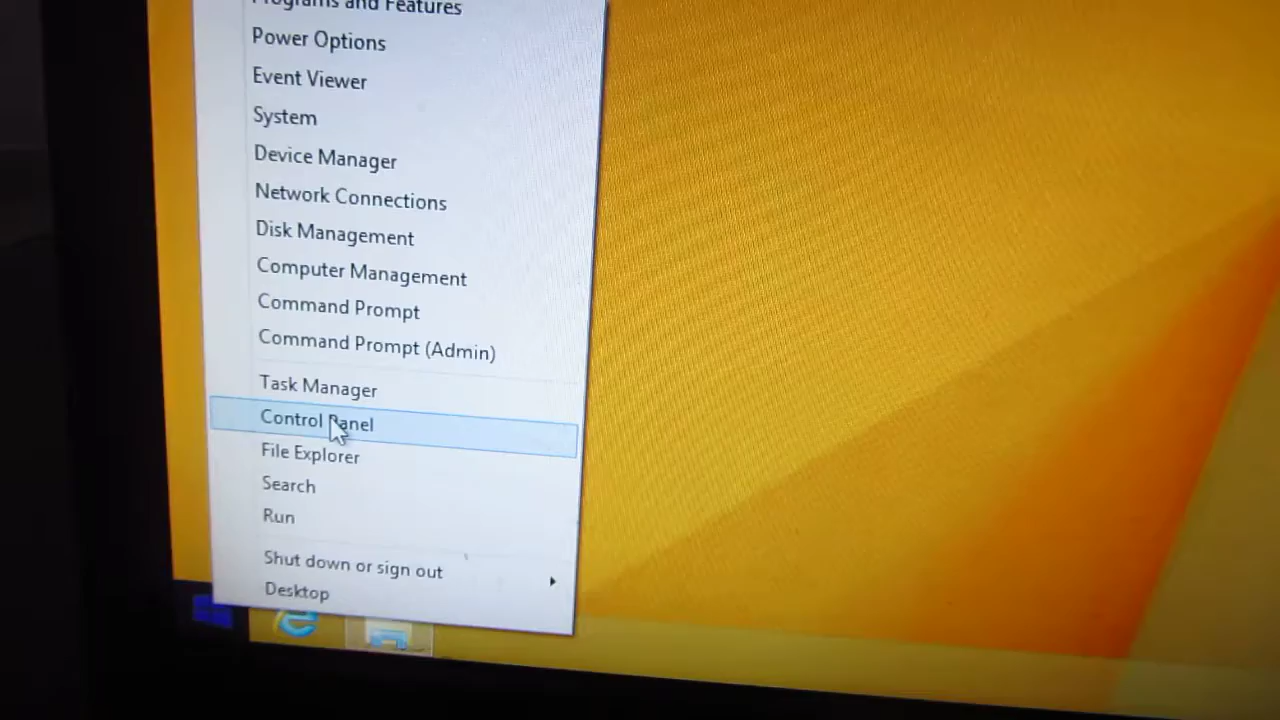 Programs and Features
Power Options
Event Viewer
System
Device Manager
Network Connections
Disk Management
Computer Management
Command Prompt
Command Prompt (Admin)
Task Manager
Control Panel
File Explorer
Search
Run
Shut down or sign out
Desktop